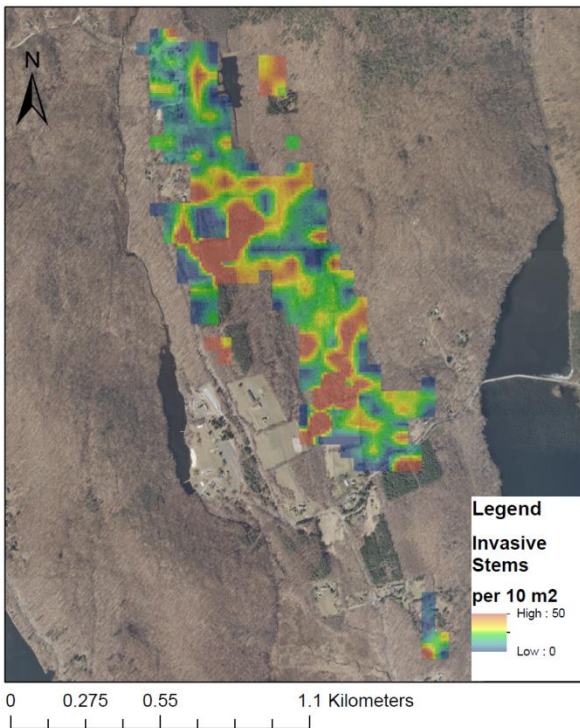 N
Legend
Invasive
Stems
per 10 m2
High : 50
Low : 0
0 0.275 0.55 1.1 Kilometers